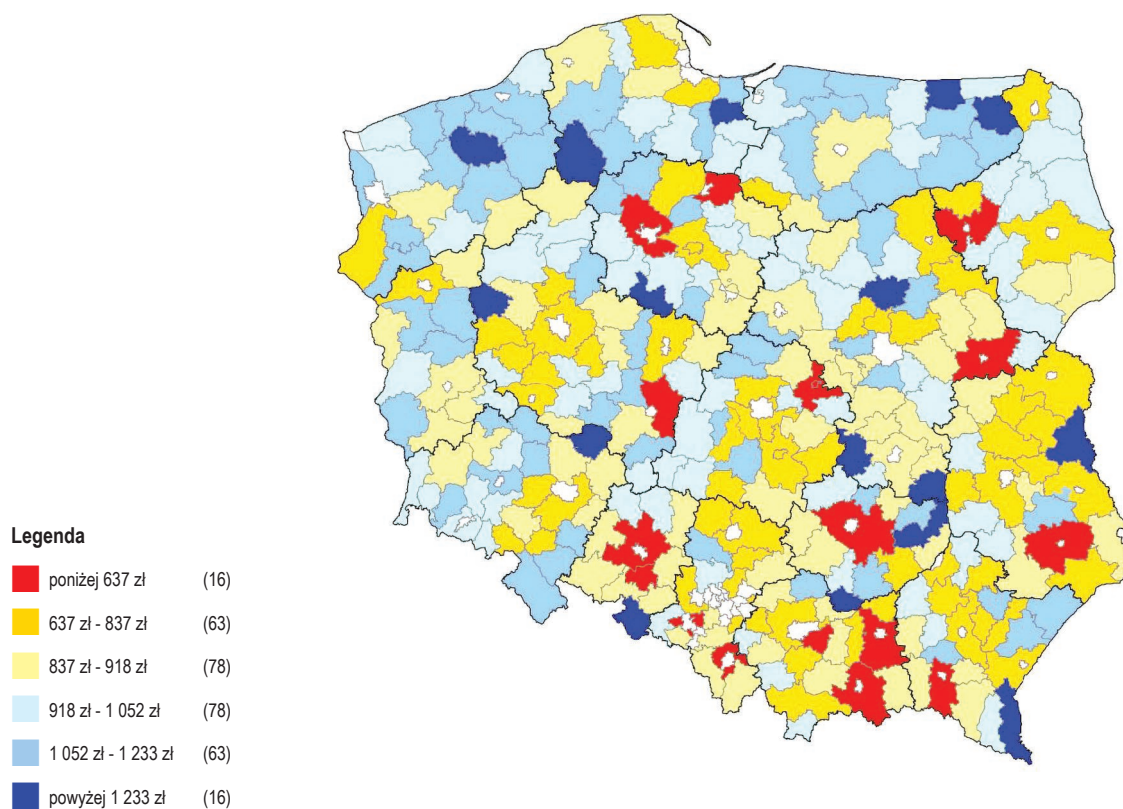 Legenda
poniżej 637 zł (16)
637 zł - 837 zł (63)
837 zł - 918 zł (78)
918 zł - 1 052 zł (78)
1 052 zł - 1 233 zł (63)
powyżej 1 233 zł (16)